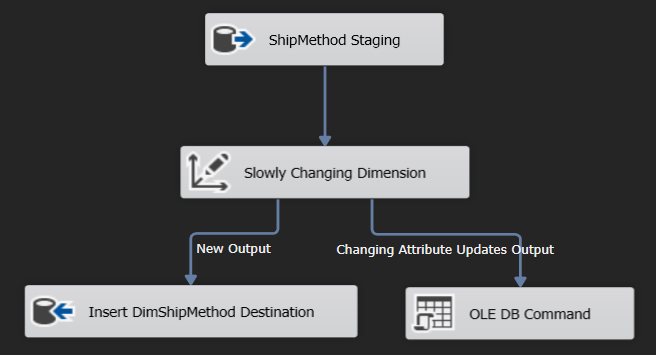 ShipMethod Staging
Slowly Changing Dimension
New Output
Changing Attribute Updates Output
Insert DimShipMethod Destination
OLE DB Command